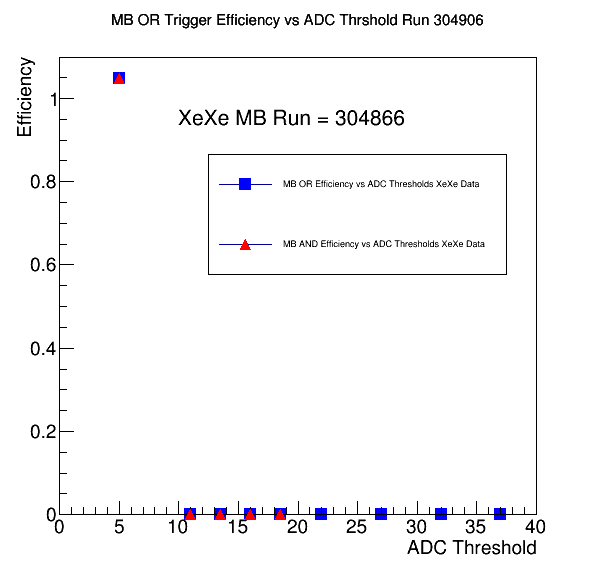 MB OR Trigger Efficiency vs ADC Thrshold Run 304906
Efficiency
1
0.8
0.6
0.4
0.2
0
XeXe MB Run = 304866
MB OR Efficiency vs ADC Thresholds XeXe Data
MB AND Efficiency vs ADC Thresholds XeXe Data
0 5 10 15 20 25 30 35 40
ADC Threshold